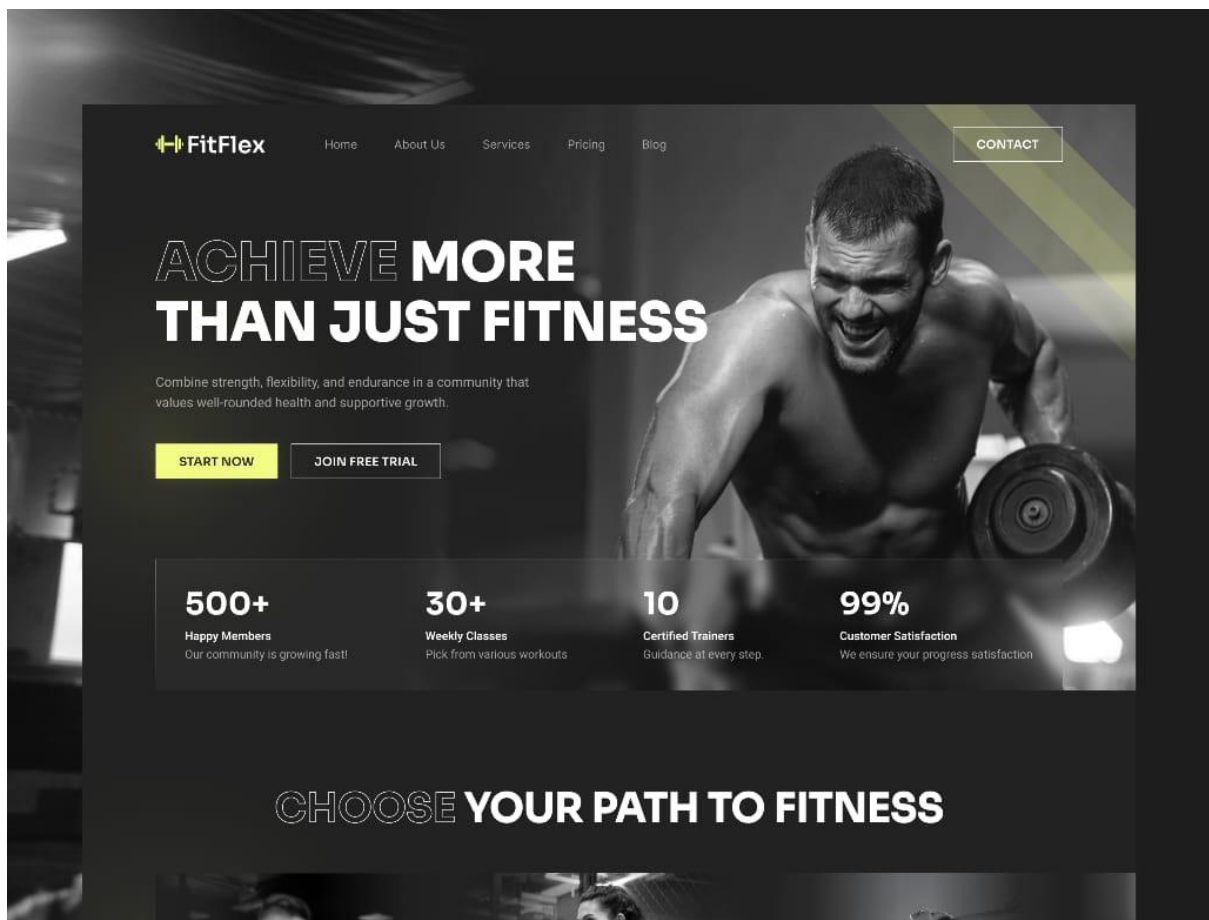 FitFlex
Home About Us Services Pricing Blog
CONTACT
ACHIEVE MORE
THAN JUST FITNESS
Combine strength, flexibility, and endurance in a community that
values well-rounded health and supportive growth.
START NOW JOIN FREE TRIAL
500+ 30+ 10 99%
Happy Members Weekly Classes Certified Trainers Customer Satisfaction
Our community is growing fast! Pick from various workouts Guidance at every step. We ensure your progress satisfaction
CHOOSE YOUR PATH TO FITNESS